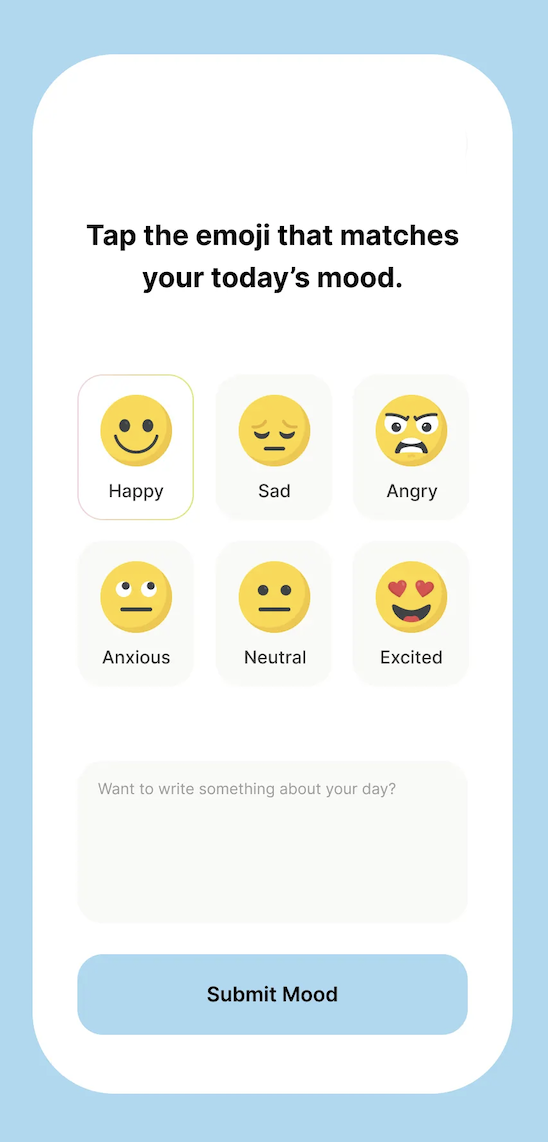 Tap the emoji that matches
your today’s mood.
Happy
Sad
Angry
Anxious
Neutral
Excited
Want to write something about your day?
Submit Mood